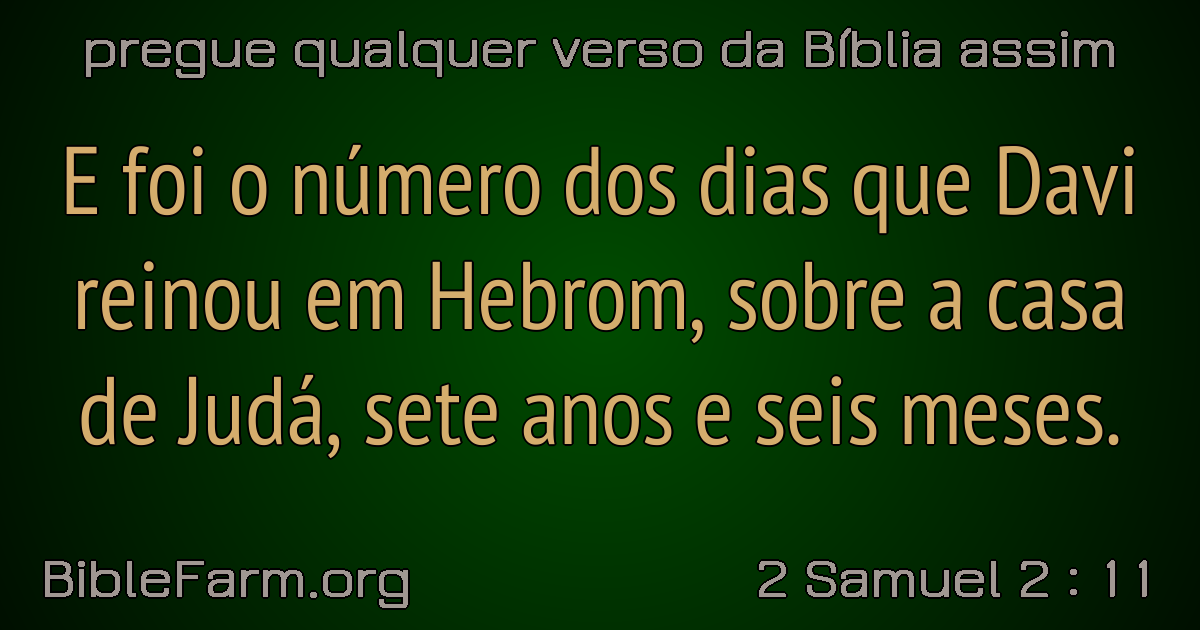 pregue qualquer verso da Bíblia assim
E foi o número dos dias que Davi
reinou em Hebrom, sobre a casa
de Judá, sete anos e seis meses.
BibleFarm.org
2 Samuel 2 : 11